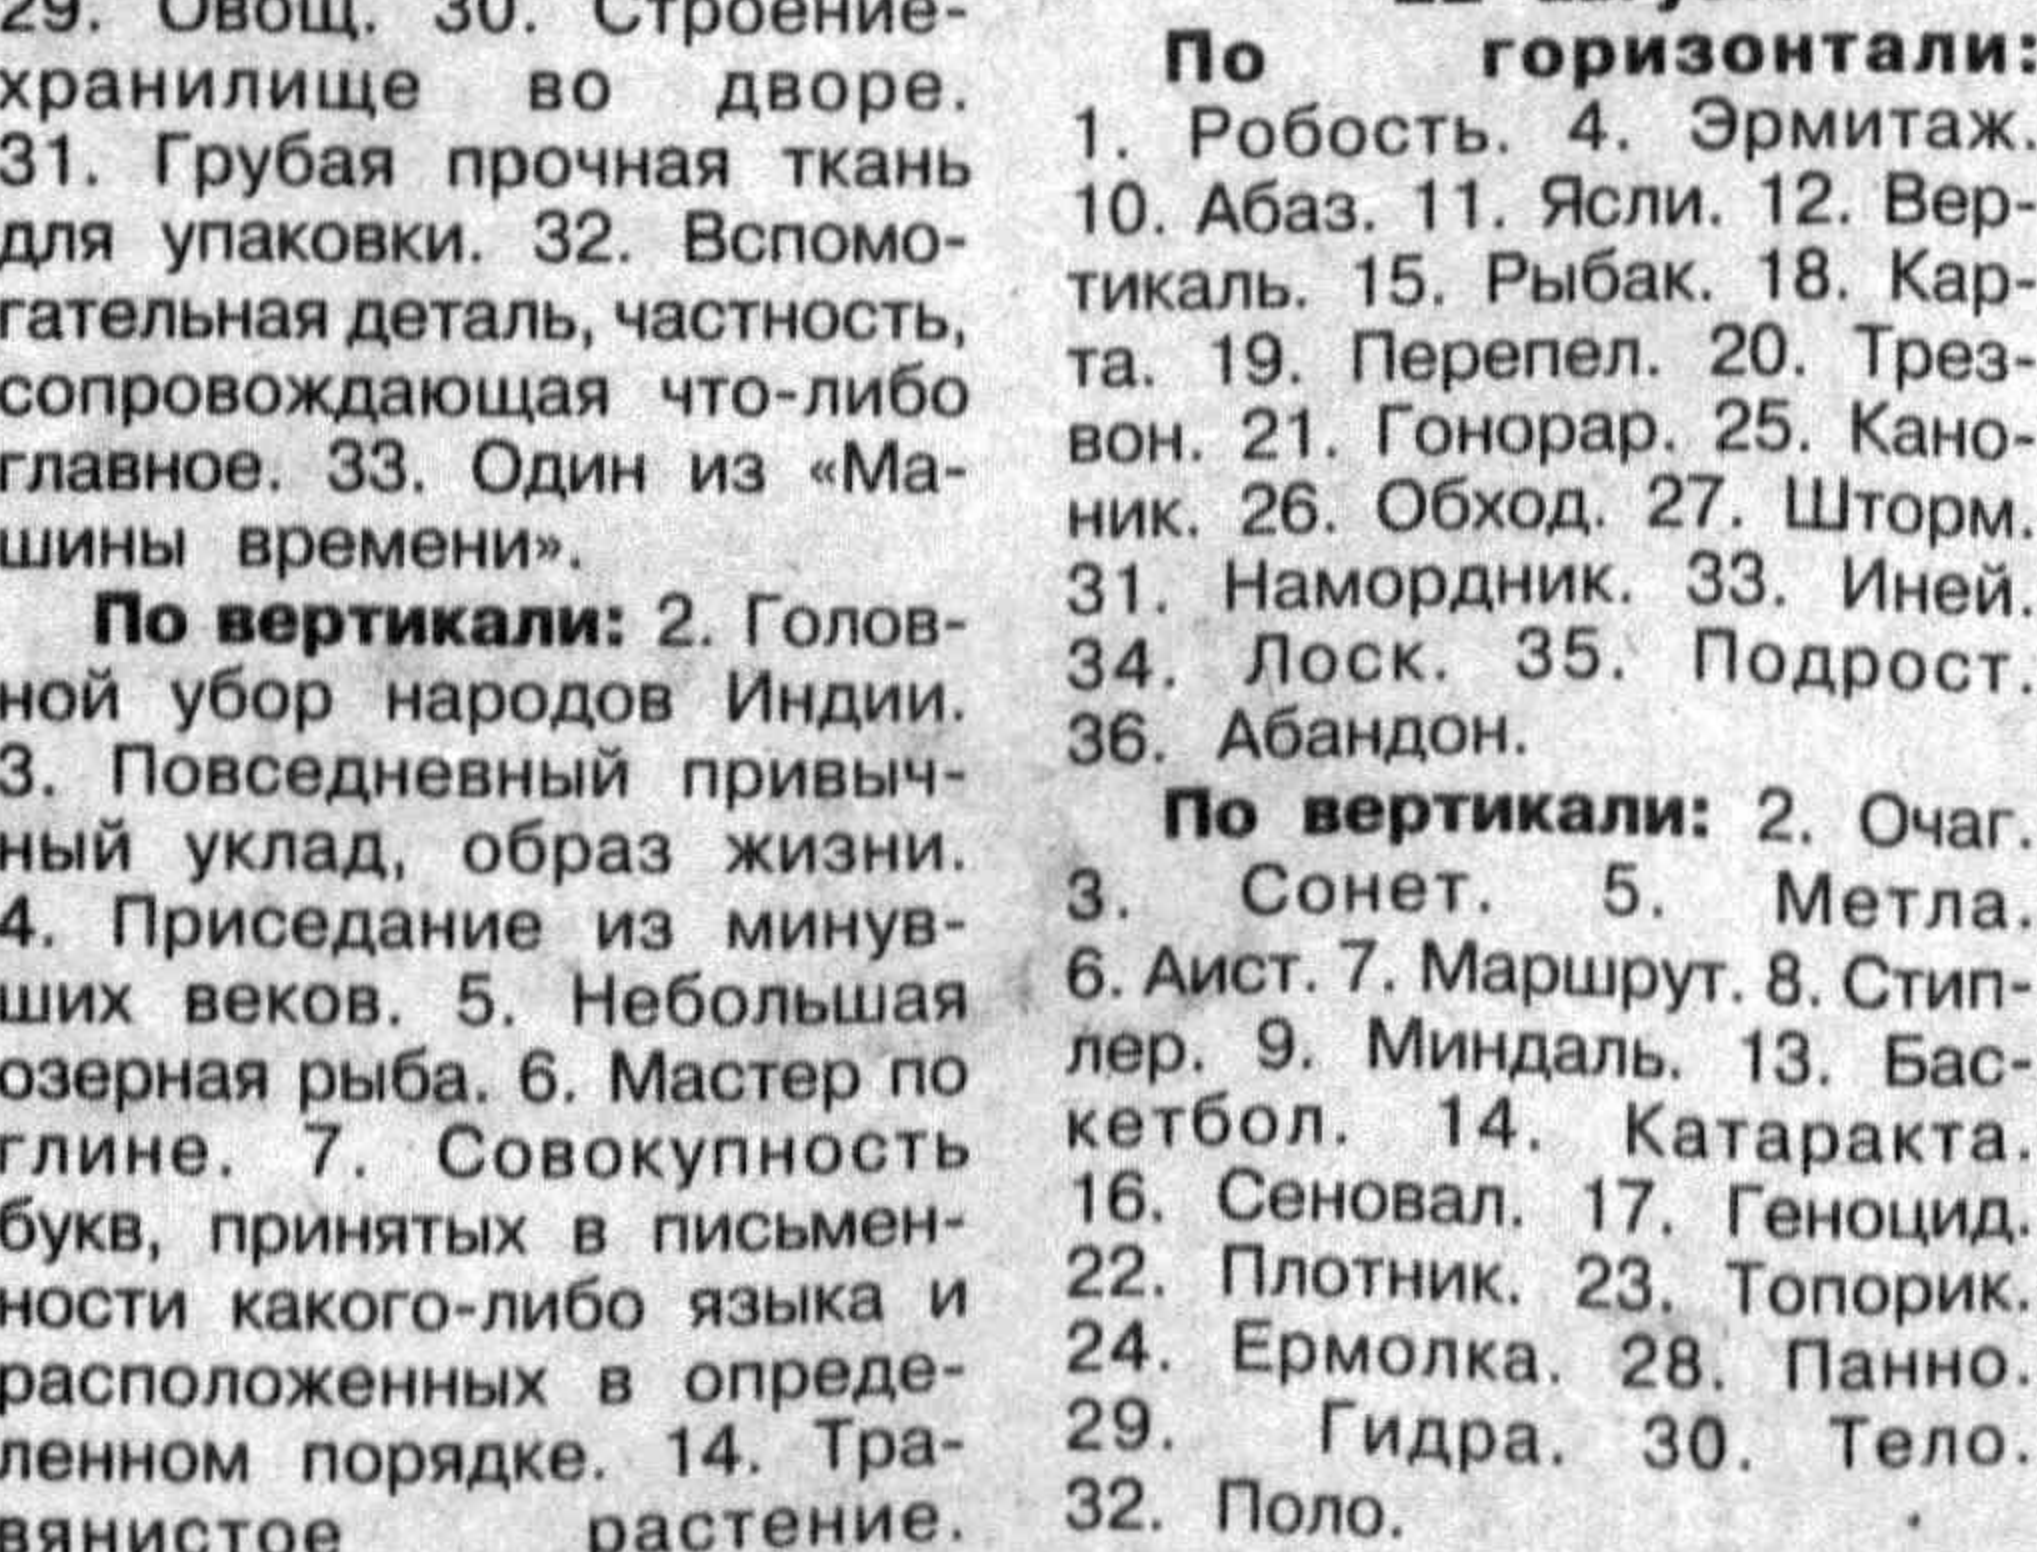 29. Овощ. 30. Строение-
хранилище во дворе.
31. Грубая прочная ткань
для упаковки. 32. Вспомо-
гательная деталь, частность,
сопровождающая что-либо
главное. 33. Один из «Ма-
шины времени».
По вертикали: 2. Голов-
ной убор народов Индии.
3. Повседневный привыч-
ный уклад, образ жизни.
4. Приседание из минув-
ших веков. 5. Небольшая
озерная рыба. 6. Мастер по
глине. 7. Совокупность
букв, принятых в письмен-
ности какого-либо языка и
расположенных в опреде-
ленном порядке. 14. Тра-
вянистое растение.
По горизонтали:
1. Робость. 4. Эрмитаж.
10. Абаз. 11. Ясли. 12. Вер-
тикаль. 15. Рыбак. 18. Кар-
та. 19. Перепел. 20. Трез-
вон. 21. Гонорар. 25. Кано-
ник. 26. Обход. 27. Шторм.
31. Намордник. 33. Иней.
34. Лоск. 35. Подрост.
36. Абандон.
По вертикали: 2. Очаг.
3. Сонет. 5. Метла.
6. Аист. 7. Маршрут. 8. Стип-
лер. 9. Миндаль. 13. Бас-
кетбол. 14. Катаракта.
16. Сеновал. 17. Геноцид.
22. Плотник. 23. Топорик.
24. Ермолка. 28. Панно.
29. Гидра. 30. Тело.
32. Поло.